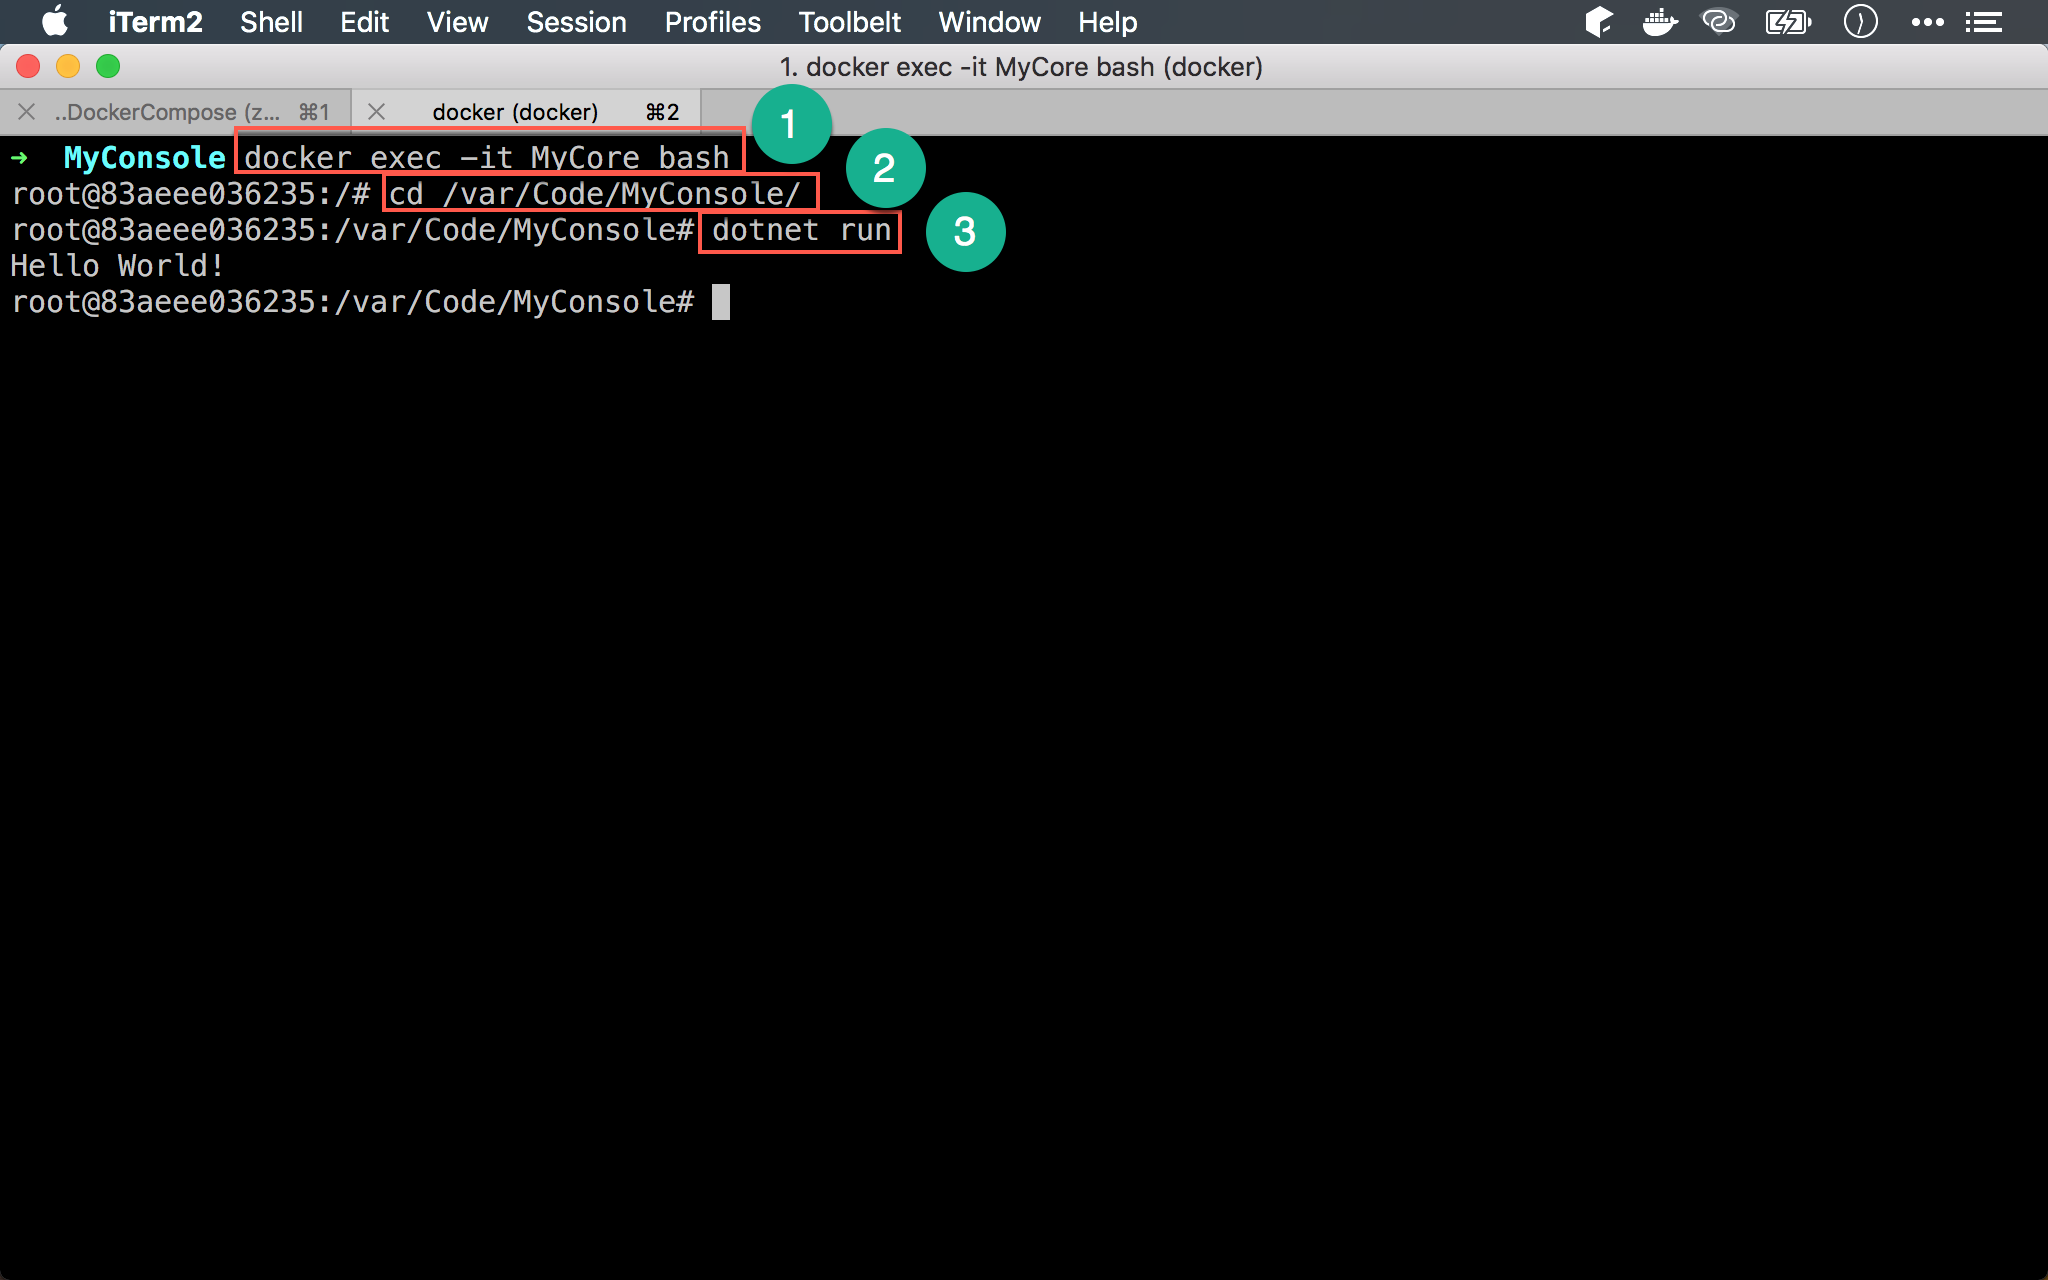 iTerm2 Shell Edit View Session Profiles Toolbelt Window Help
1. docker exec -it MyCore bash (docker)
..DockerCompose (z... ⌘1 docker (docker) ⌘2
➜ MyConsole docker exec -it MyCore bash 1
root@83aeee036235:/# cd /var/Code/MyConsole/ 2
root@83aeee036235:/var/Code/MyConsole# dotnet run 3
Hello World!
root@83aeee036235:/var/Code/MyConsole#